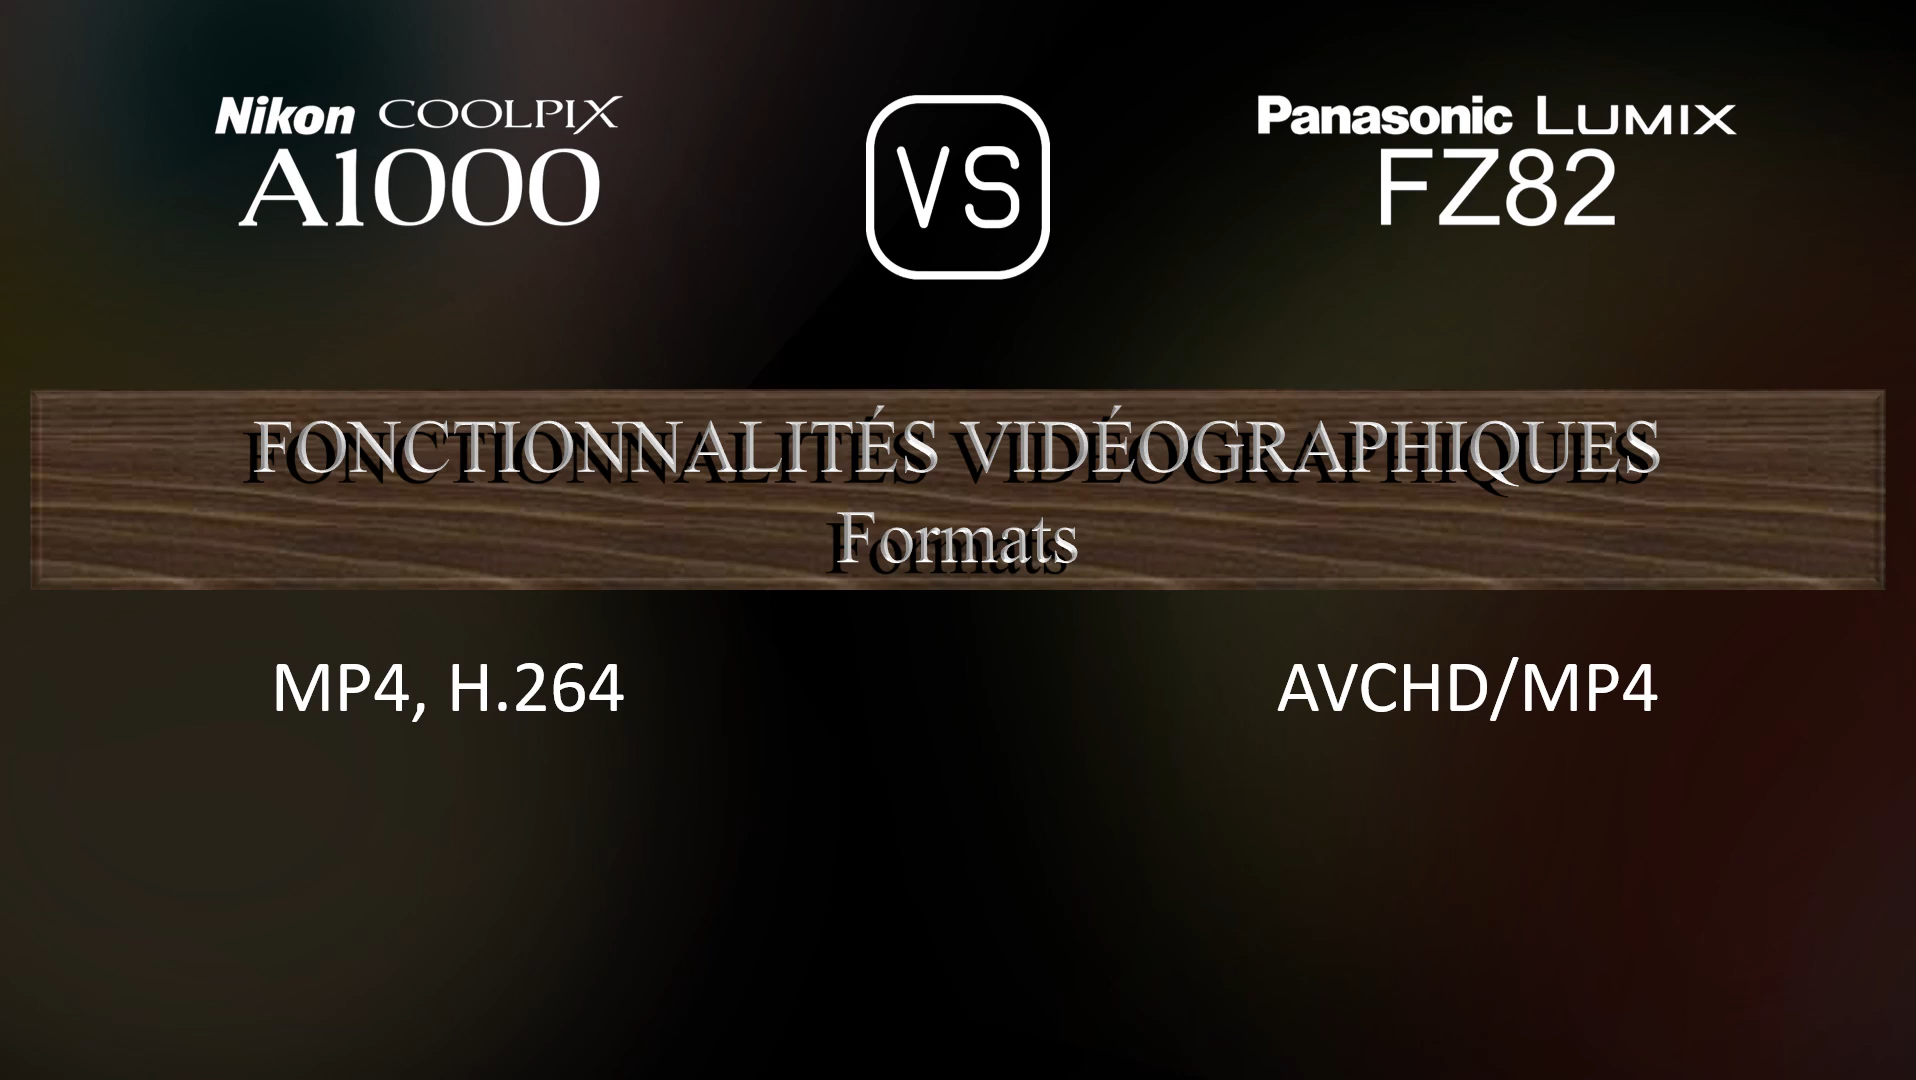 Nikon COOLPIX
A1000
VS
Panasonic LUMIX
FZ82
FONCTIONNALITÉS VIDÉOGRAPHIQUES
Formats
MP4, H.264
AVCHD/MP4